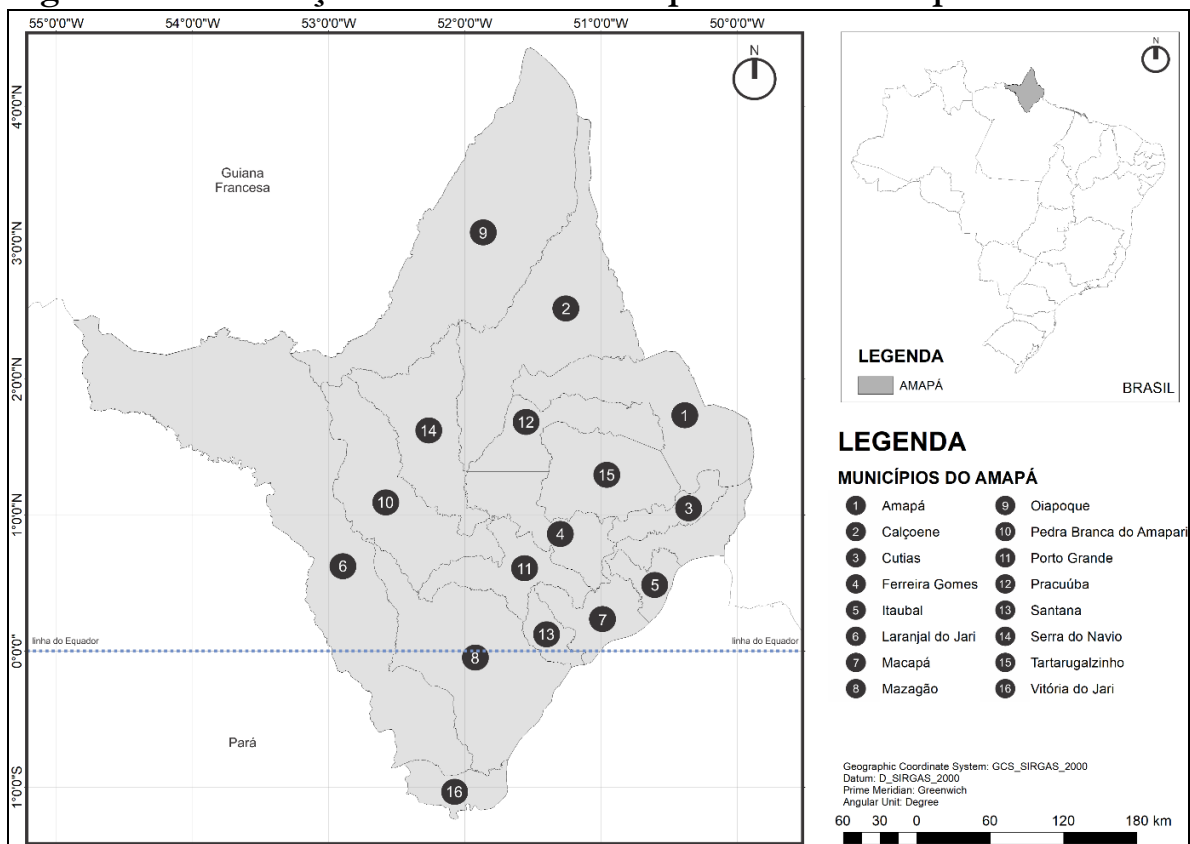 55°0'0"W 54°0'0"W 53°0'0"W 52°0'0"W 51°0'0"W 50°0'0"W
4°0'0"N
3°0'0"N
2°0'0"N
1°0'0"N
0°0'0"
1°0'0"S
N
Guiana
Francesa
9
2
1
12
14
15
10
3
4
6
11
5
7
13
linha do Equador
linha do Equador
8
Pará
16
N
LEGENDA
AMAPÁ
BRASIL
LEGENDA
MUNICÍPIOS DO AMAPÁ
1 Amapá
2 Calçoene
3 Cutias
4 Ferreira Gomes
5 Itaubal
6 Laranjal do Jari
7 Macapá
8 Mazagão
9 Oiapoque
10 Pedra Branca do Amapari
11 Porto Grande
12 Pracuúba
13 Santana
14 Serra do Navio
15 Tartarugalzinho
16 Vitória do Jari
Geographic Coordinate System: GCS_SIRGAS_2000
Datum: D_SIRGAS_2000
Prime Meridian: Greenwich
Angular Unit: Degree
60 30 0 60 120 180 km